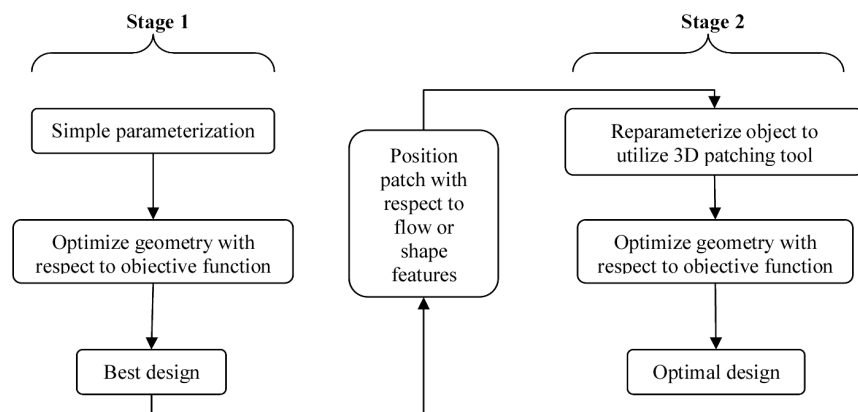 Stage 1
Simple parameterization
Optimize geometry with
respect to objective function
Best design
Position
patch with
respect to
flow or
shape
features
Stage 2
Reparameterize object to
utilize 3D patching tool
Optimize geometry with
respect to objective function
Optimal design